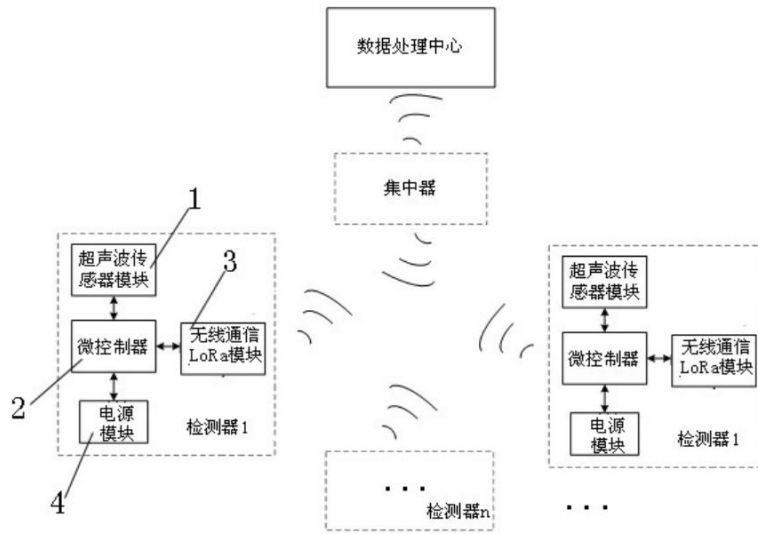 数据处理中心
集中器
1
超声波传
感器模块
3
微控制器
无线通信
LoRa模块
2
电源
模块
4
检测器1
超声波传
感器模块
微控制器
无线通信
LoRa模块
电源
模块
检测器1
...
检测器n
...